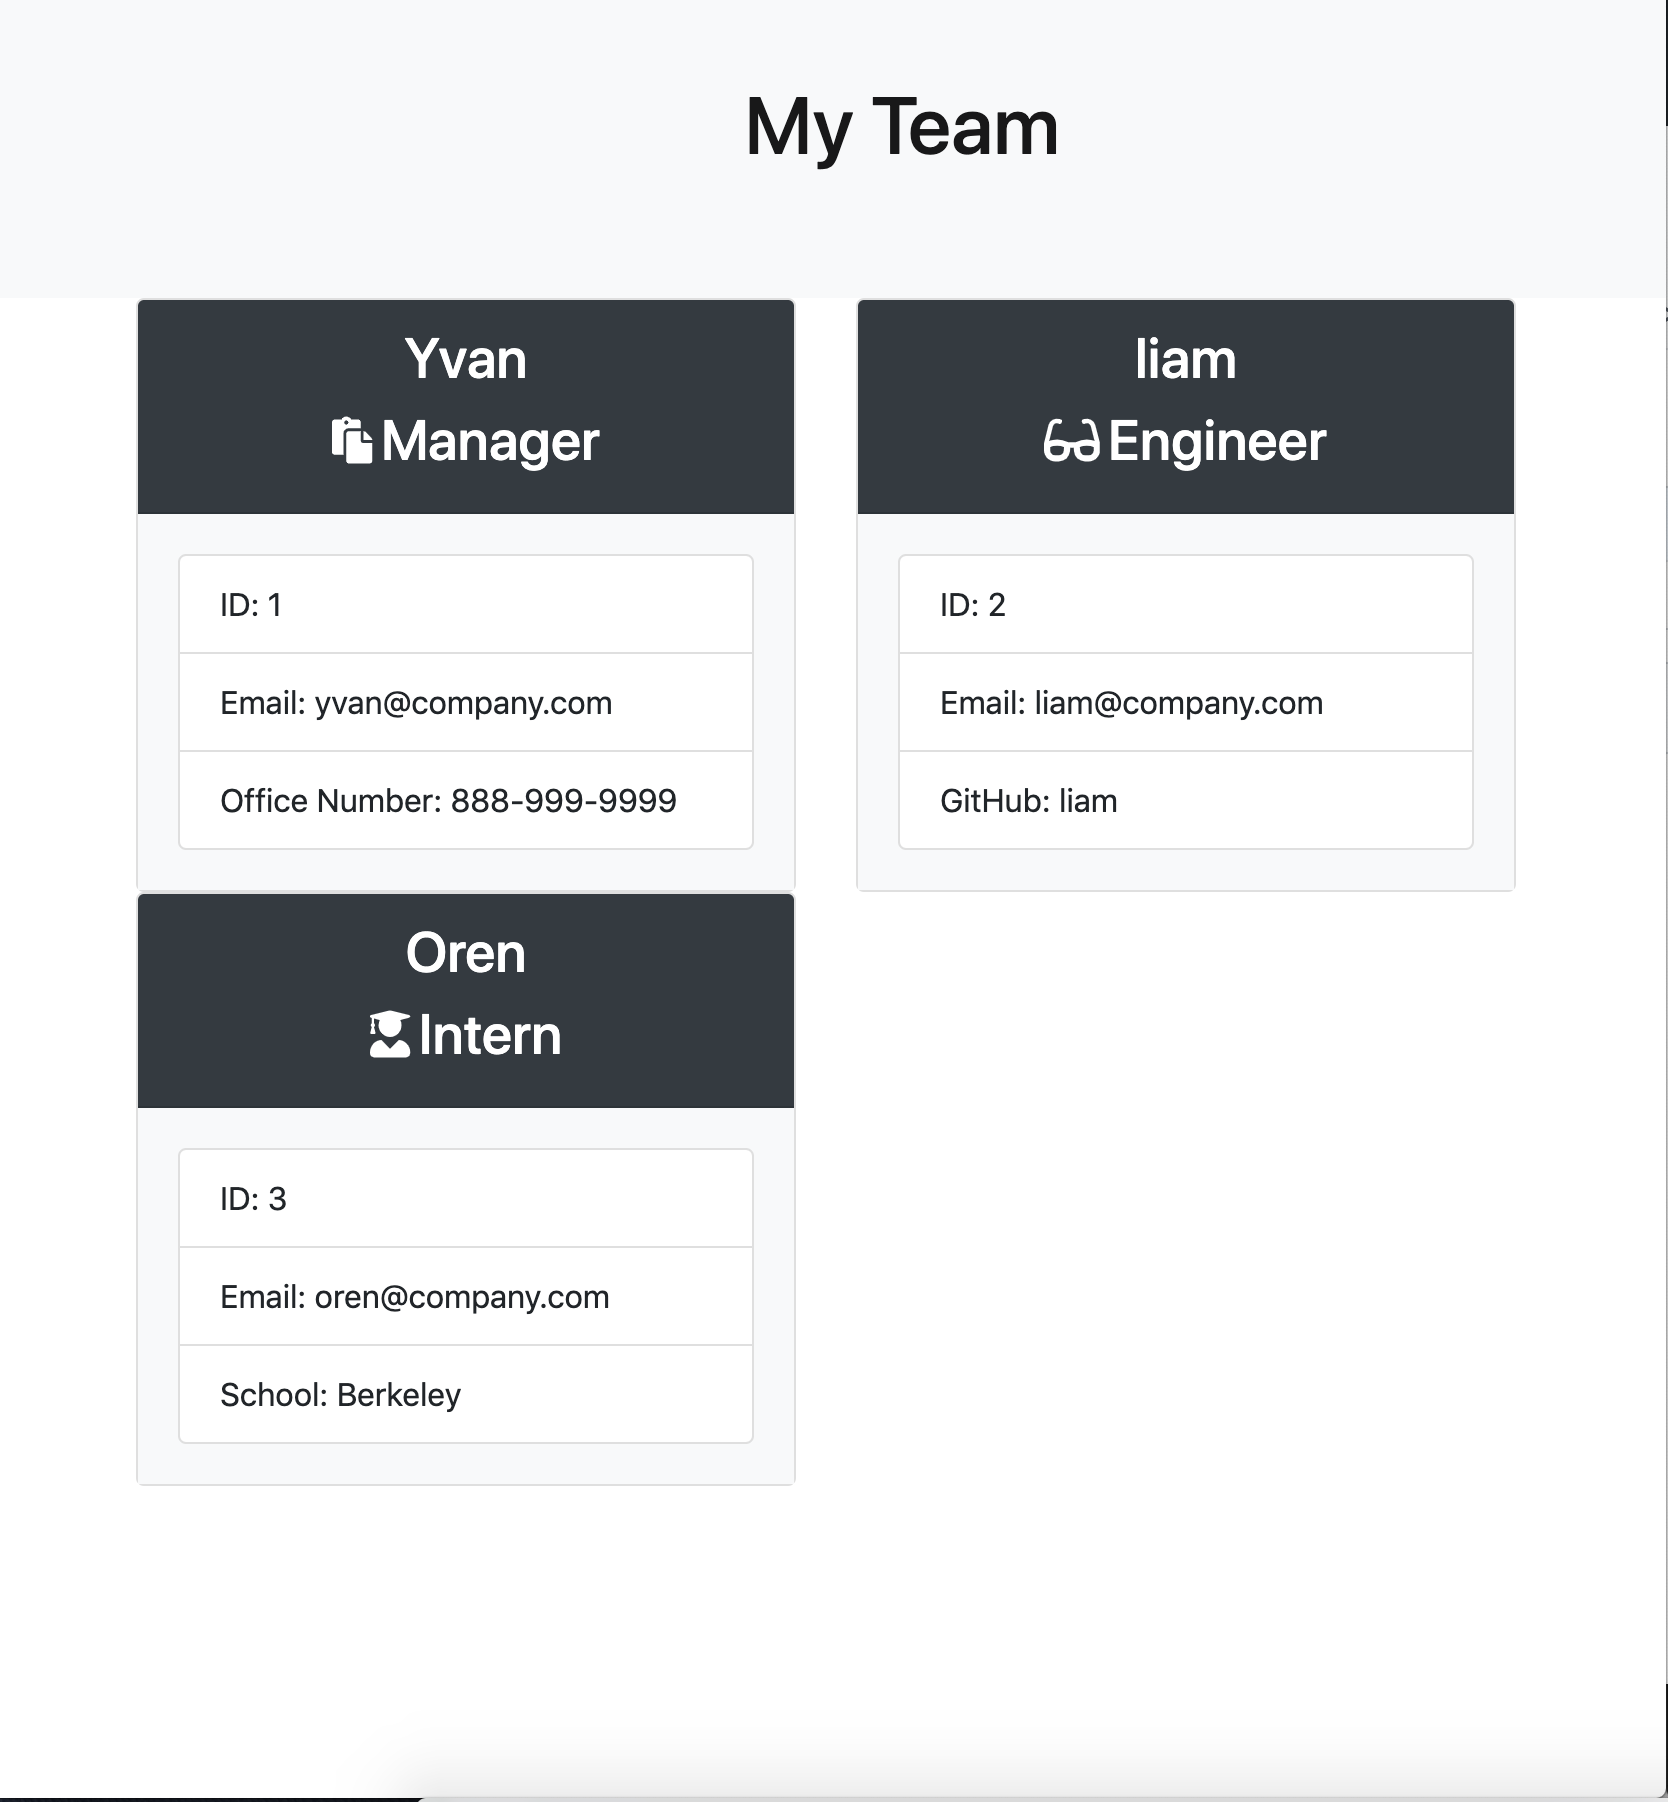 My Team
Yvan
Manager
ID: 1
Email: yvan@company.com
Office Number: 888-999-9999
liam
Engineer
ID: 2
Email: liam@company.com
GitHub: liam
Oren
Intern
ID: 3
Email: oren@company.com
School: Berkeley